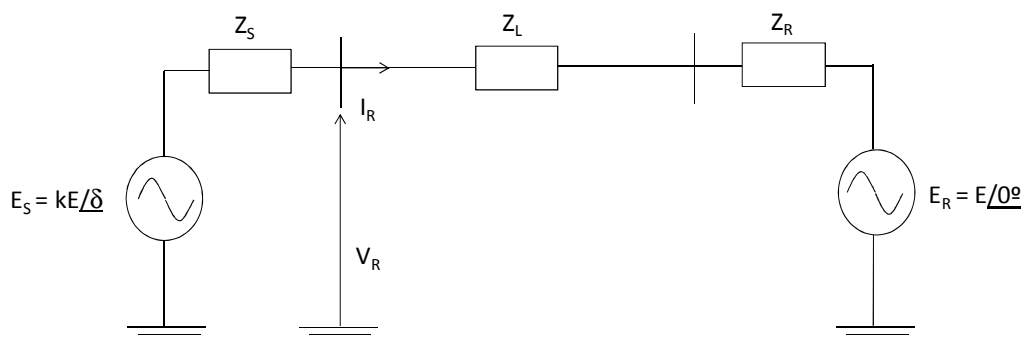 Z_S
Z_L
Z_R
I_R
E_S = kE/δ
E_R = E/0º
V_R